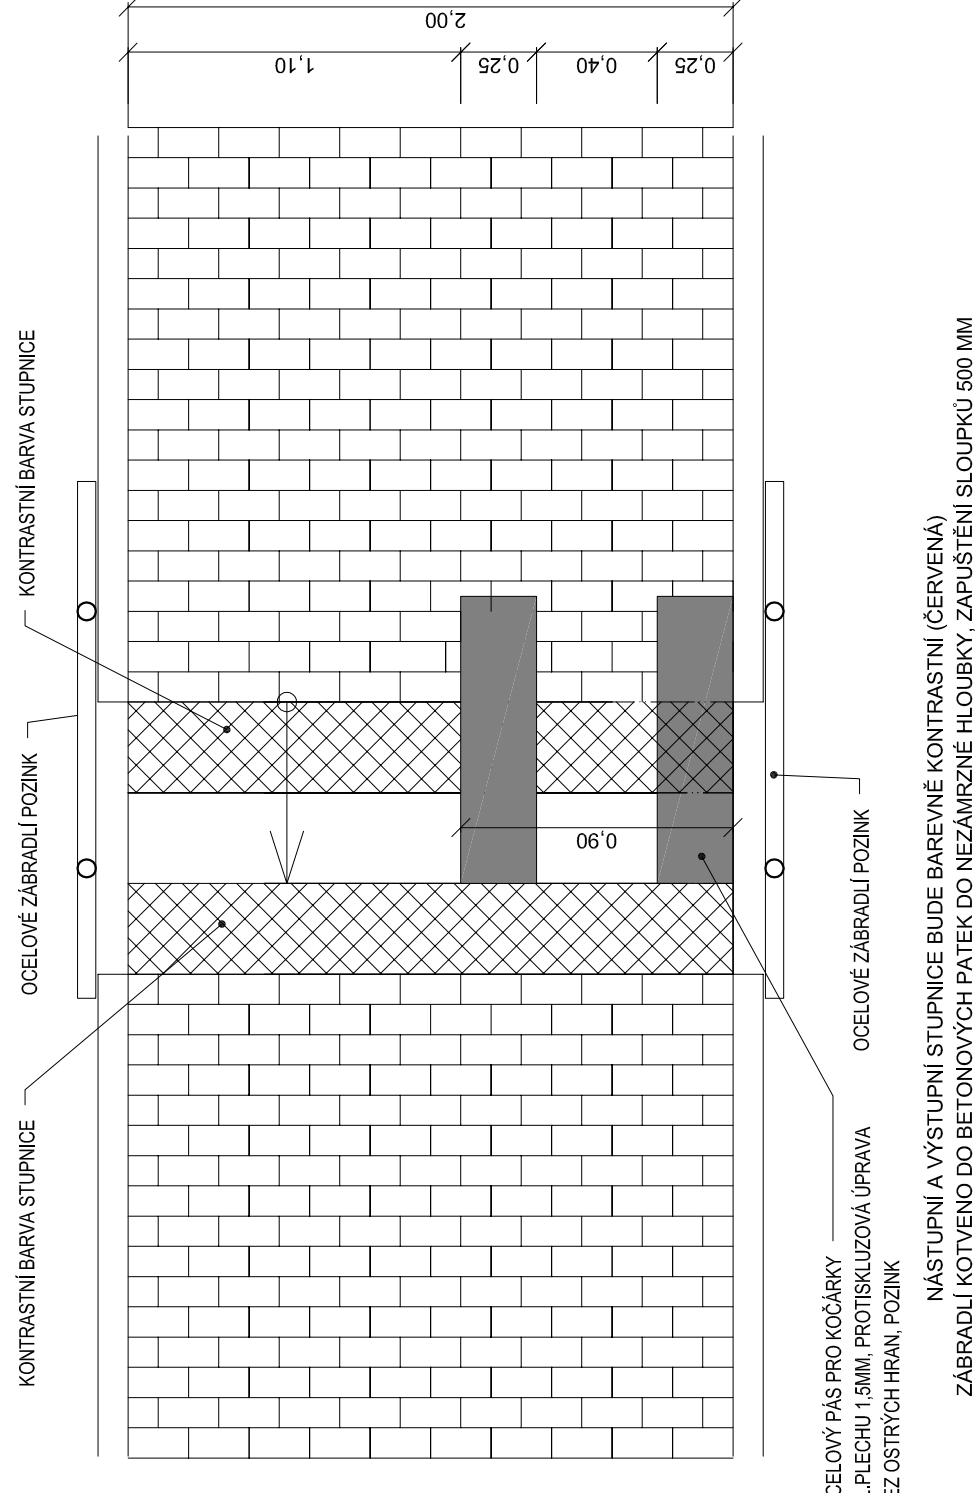 2,00
1,10
0,25
0,40
0,25
KONTRASTNÍ BARVA STUPNICE
OCELOVÉ ZÁBRADLÍ POZINK
KONTRASTNÍ BARVA STUPNICE
0,90
OCELOVÉ ZÁBRADLÍ POZINK
CELOVÝ PÁS PRO KOČÁRKY
.PLECHU 1,5MM, PROTISKLUZOVÁ ÚPRAVA
EZ OSTRÝCH HRAN, POZINK
NÁSTUPNÍ A VÝSTUPNÍ STUPNICE BUDE BAREVNĚ KONTRASTNÍ (ČERVENÁ)
ZÁBRADLÍ KOTVENO DO BETONOVÝCH PATEK DO NEZÁMRZNÉ HLOUBKY, ZAPUŠTĚNÍ SLOUPKŮ 500 MM